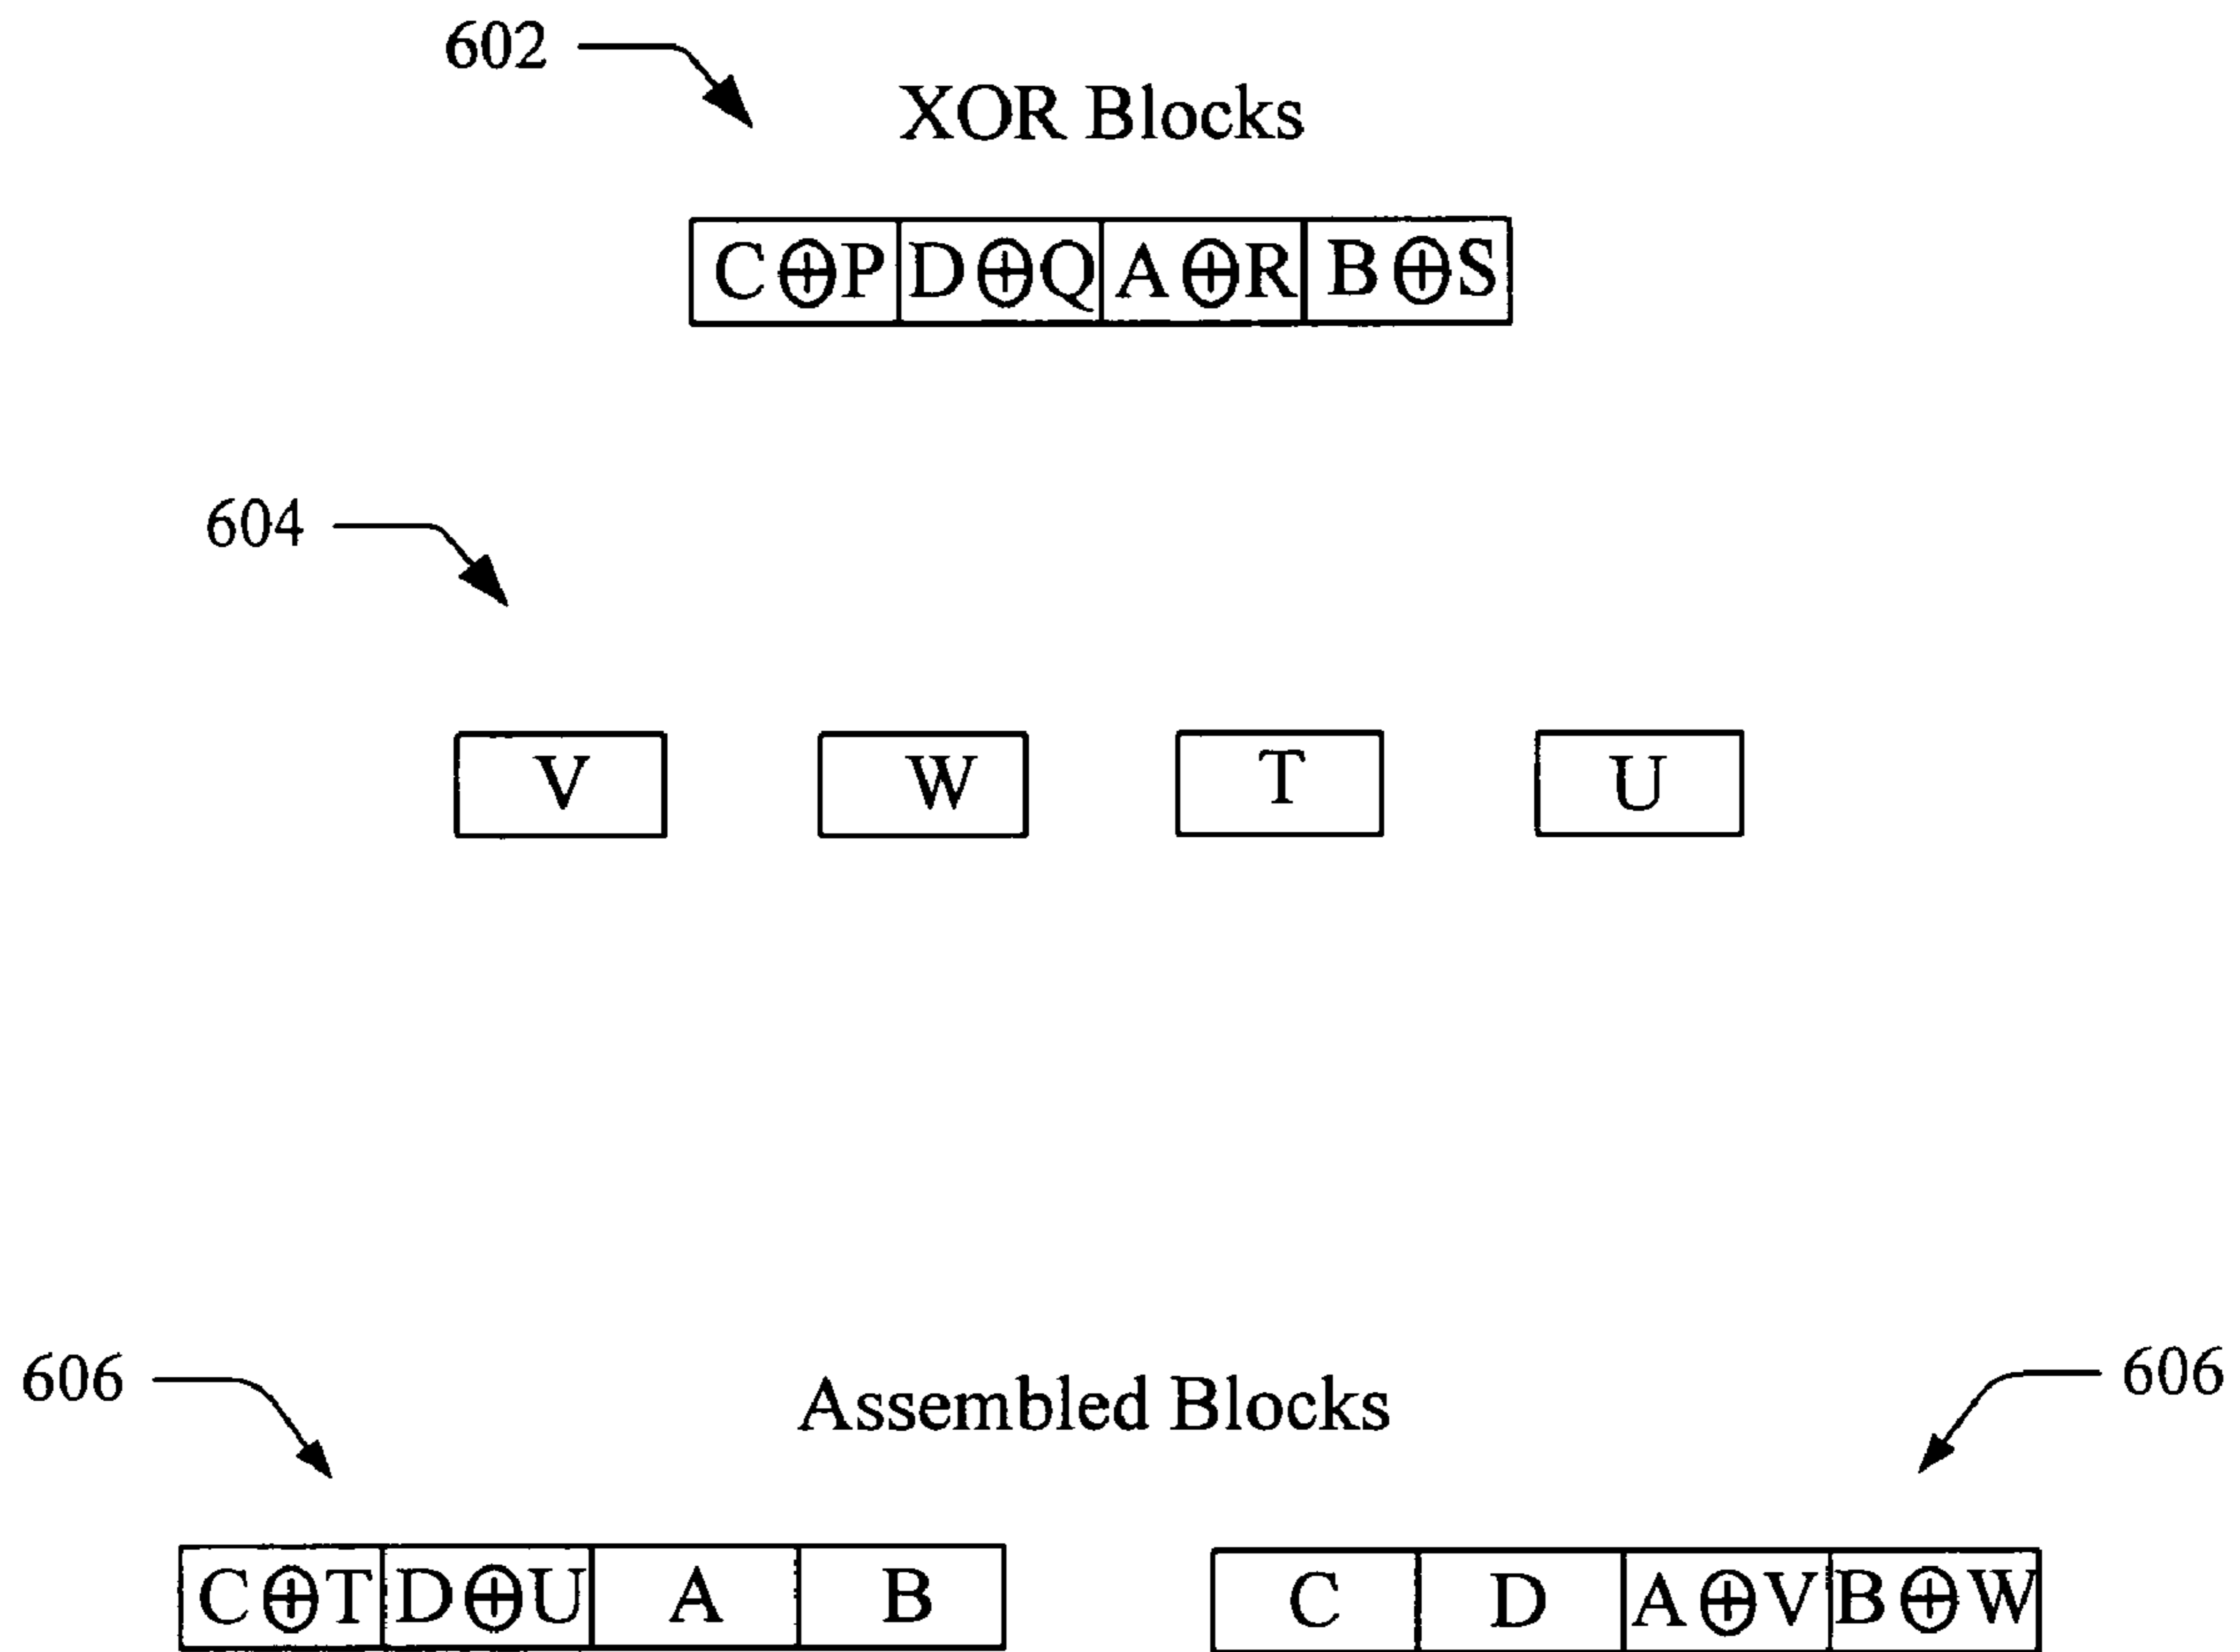 602
XOR Blocks
C⊕P D⊕Q A⊕R B⊕S
604
V W T U
606 606
Assembled Blocks
C⊕T D⊕U A B C D A⊕V B⊕W